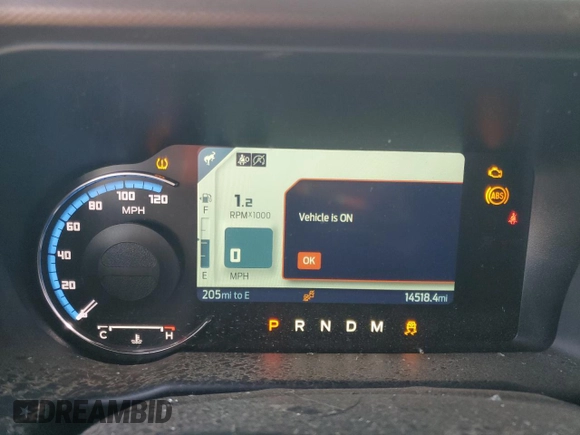 120
100
80
60
40
20
MPH
C H
F
E
1.2
RPMX1000
0
MPH
Vehicle is ON
OK
205mi to E
14518.4mi
P R N D M
ABS
DREAMBID